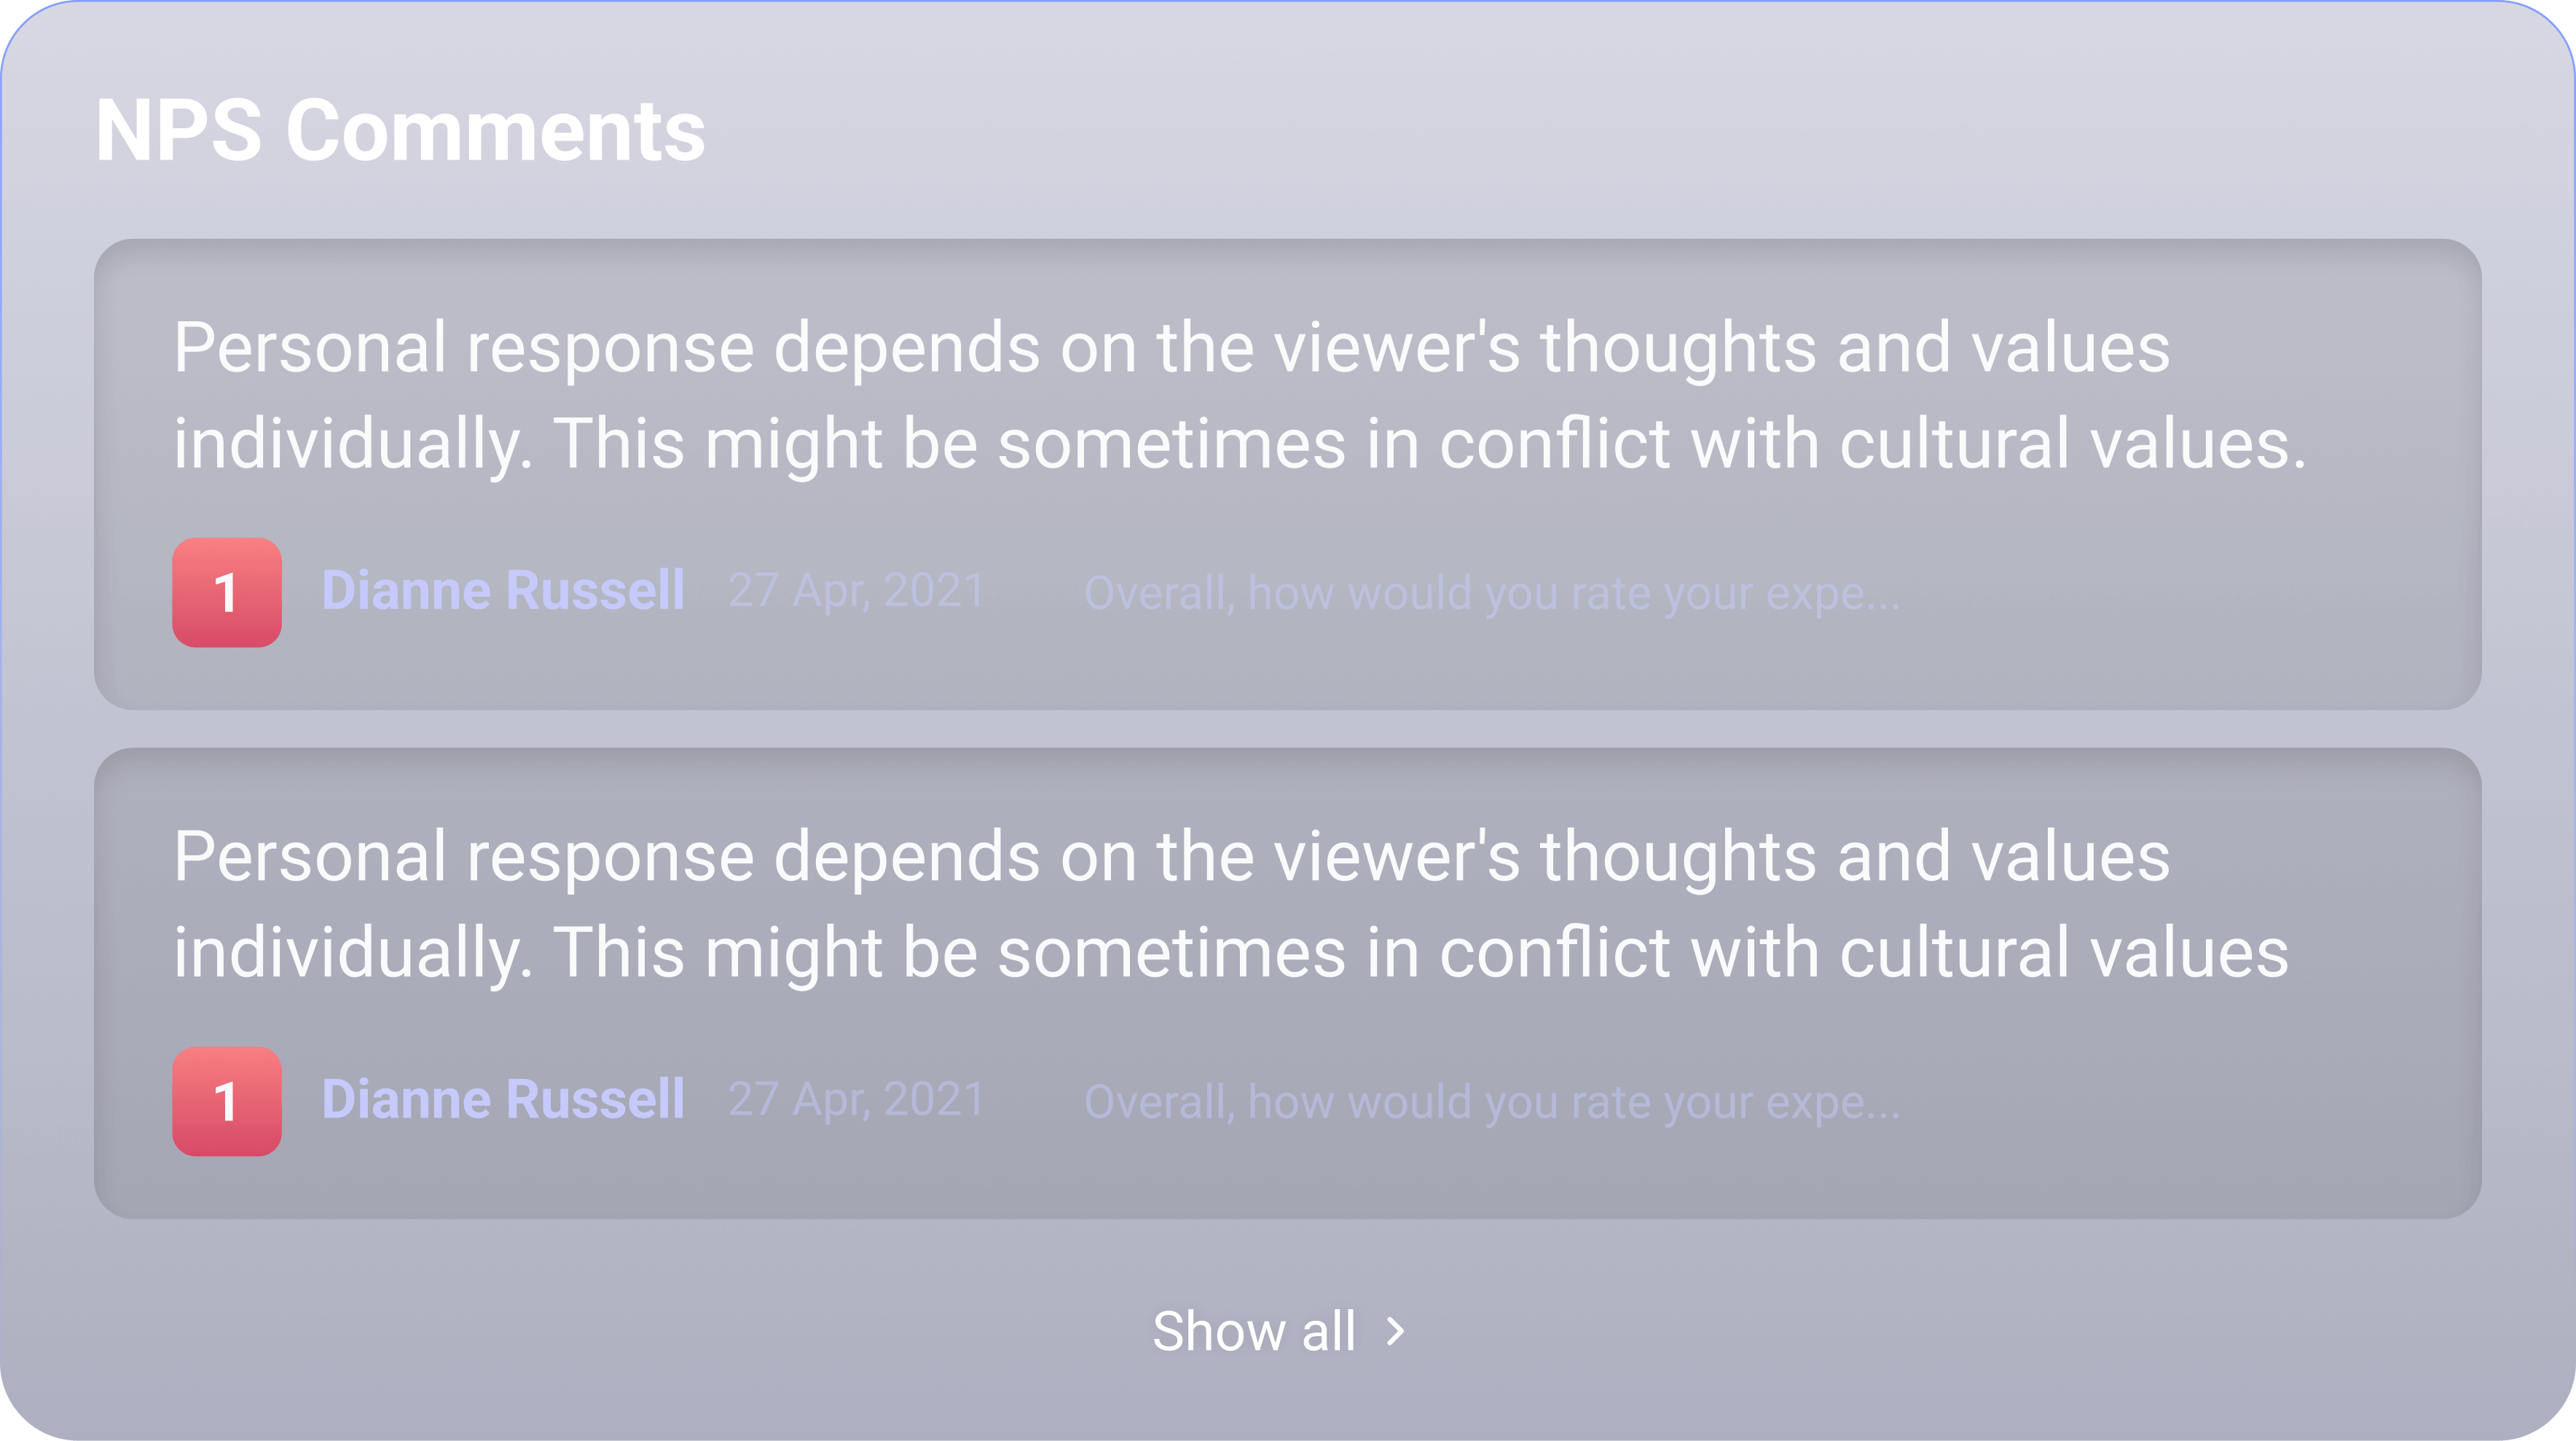 NPS Comments
Personal response depends on the viewer's thoughts and values
individually. This might be sometimes in conflict with cultural values.
1 Dianne Russell 27 Apr, 2021 Overall, how would you rate your expe...
Personal response depends on the viewer's thoughts and values
individually. This might be sometimes in conflict with cultural values
1 Dianne Russell 27 Apr, 2021 Overall, how would you rate your expe...
Show all